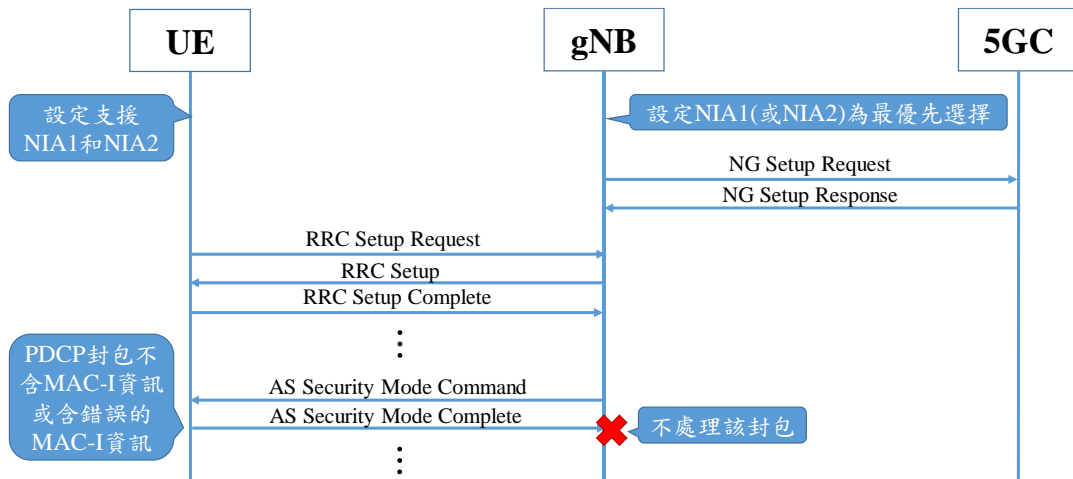 UE
gNB
5GC
設定支援
NIA1和NIA2
設定NIA1(或NIA2)為最優先選擇
NG Setup Request
NG Setup Response
RRC Setup Request
RRC Setup
RRC Setup Complete
PDCP封包不
含MAC-I資訊
或含錯誤的
MAC-I資訊
AS Security Mode Command
AS Security Mode Complete
不處理該封包